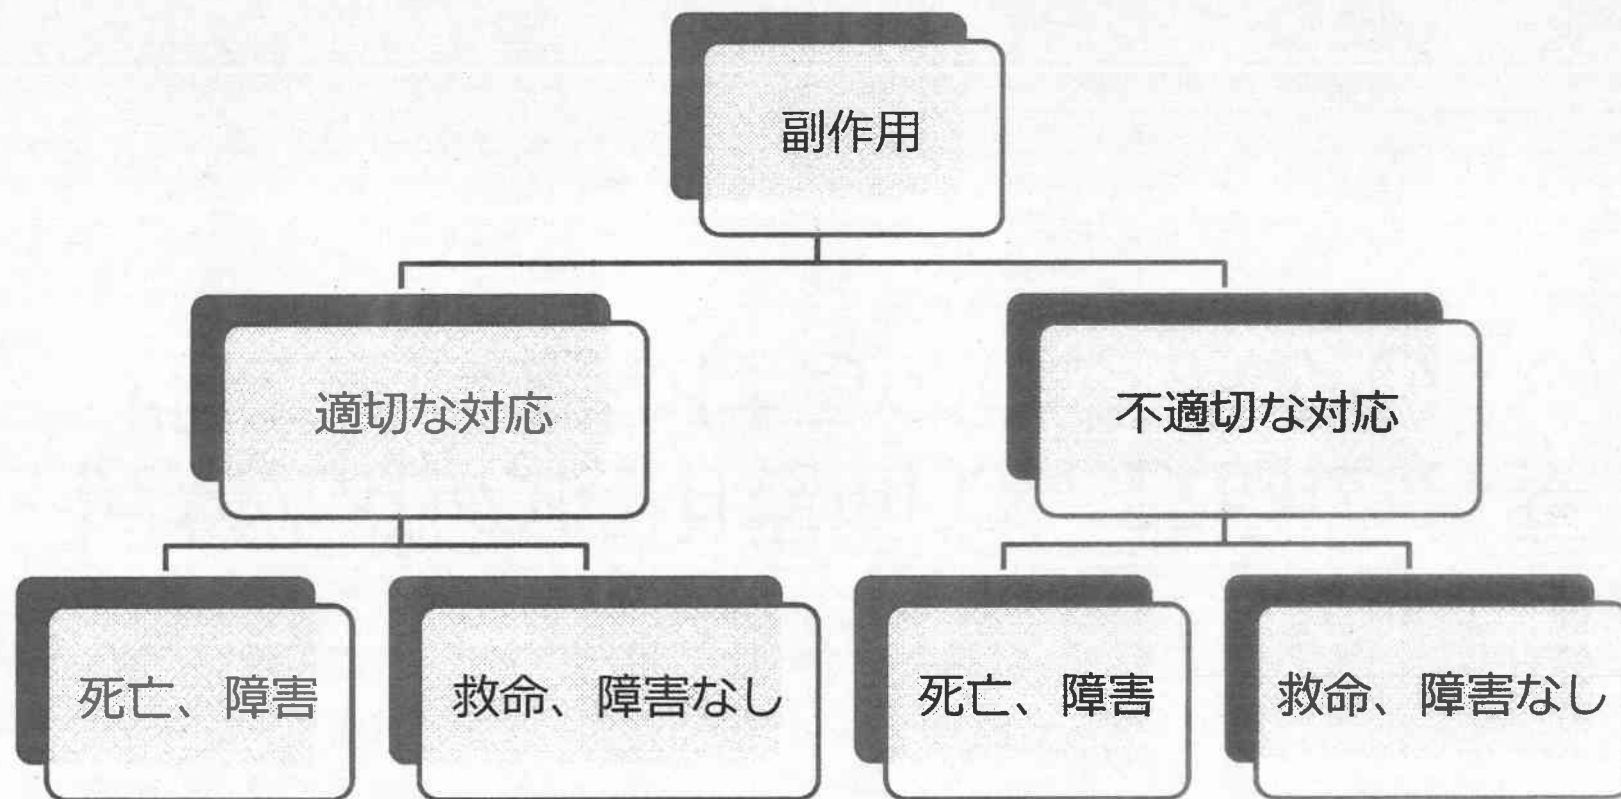 副作用
適切な対応
不適切な対応
死亡、障害
救命、障害なし
死亡、障害
救命、障害なし